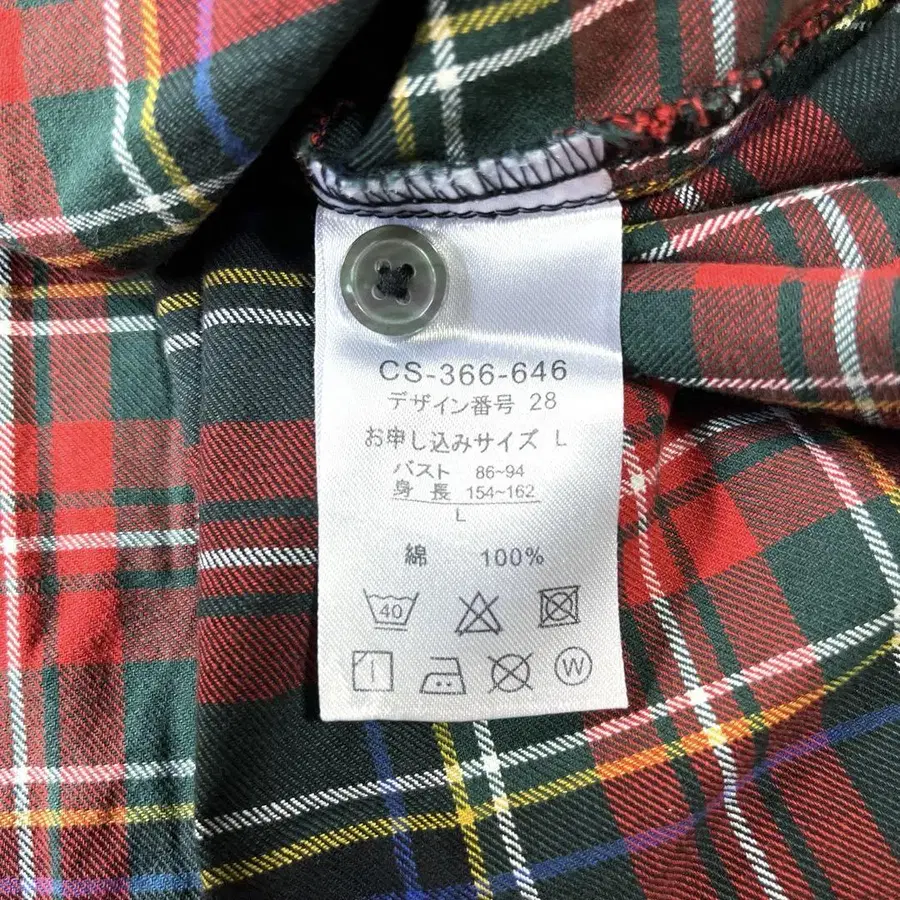 CS-366-646
デザイン番号 28
お申し込みサイズ L
バスト 86~94
身長 154~162
L
綿 100%
40
W